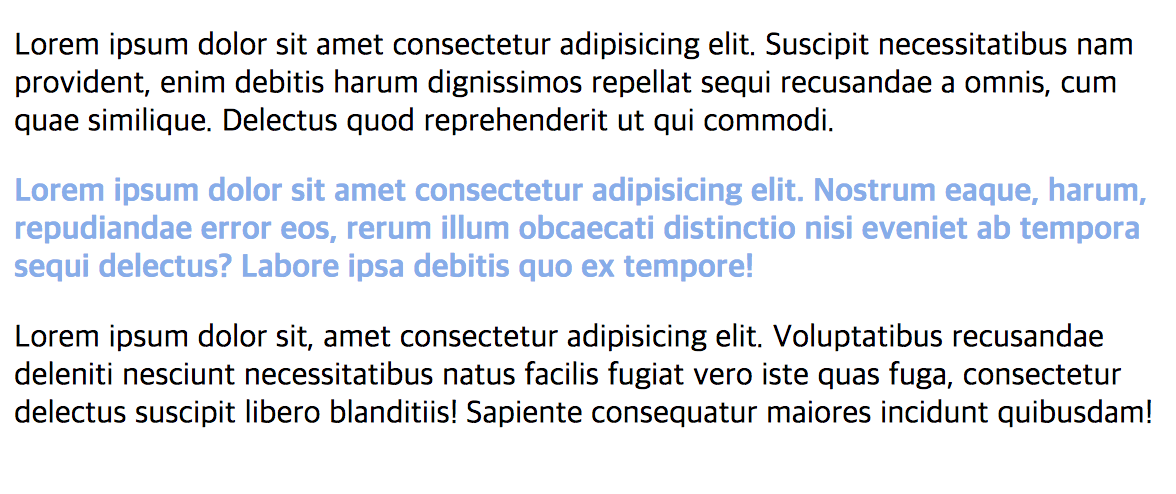 Lorem ipsum dolor sit amet consectetur adipisicing elit. Suscipit necessitatibus nam
provident, enim debitis harum dignissimos repellat sequi recusandae a omnis, cum
quae similique. Delectus quod reprehenderit ut qui commodi.
Lorem ipsum dolor sit amet consectetur adipisicing elit. Nostrum eaque, harum,
repudiandae error eos, rerum illum obcaecati distinctio nisi eveniet ab tempora
sequi delectus? Labore ipsa debitis quo ex tempore!
Lorem ipsum dolor sit, amet consectetur adipisicing elit. Voluptatibus recusandae
deleniti nesciunt necessitatibus natus facilis fugiat vero iste quas fuga, consectetur
delectus suscipit libero blanditiis! Sapiente consequatur maiores incidunt quibusdam!